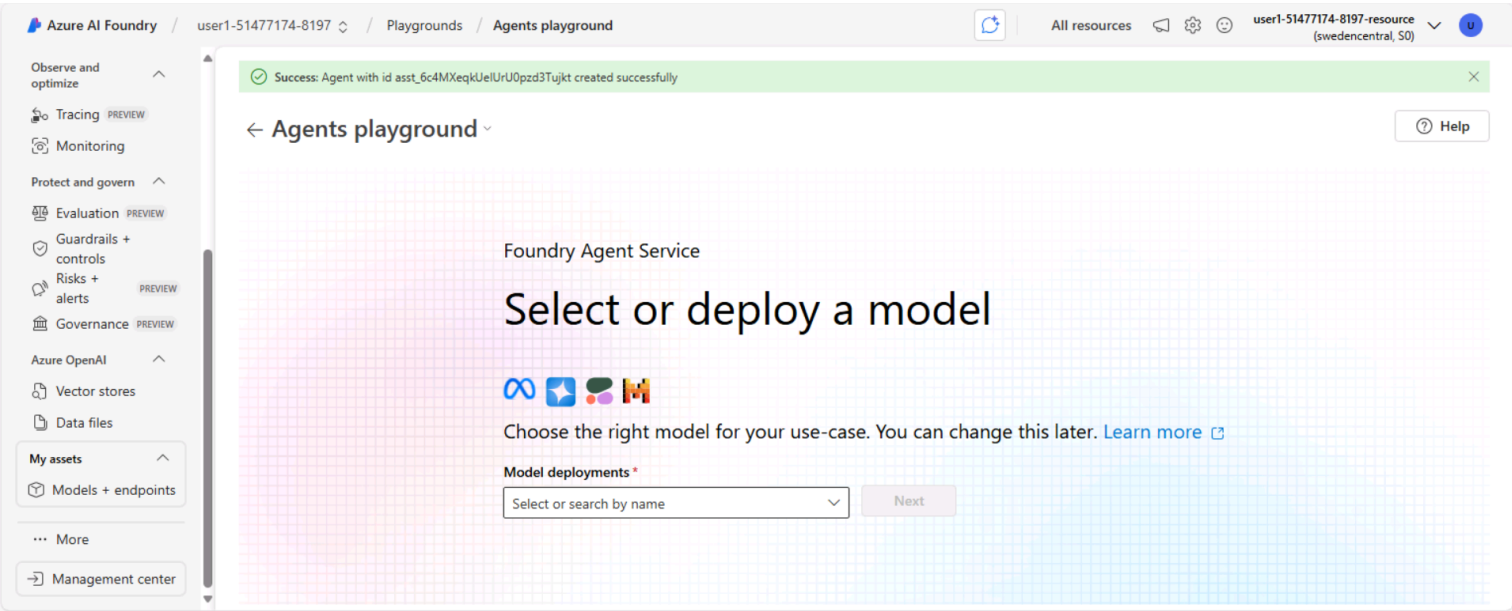 Azure AI Foundry / user1-51477174-8197 / Playgrounds / Agents playground
All resources
user1-51477174-8197-resource
(swedencentral, S0)
U
Observe and
optimize
Tracing PREVIEW
Monitoring
Protect and govern
Evaluation PREVIEW
Guardrails +
controls
Risks +
alerts PREVIEW
Governance PREVIEW
Azure OpenAI
Vector stores
Data files
My assets
Models + endpoints
More
Management center
Success: Agent with id asst_6c4MXeqkUelUrU0pzd3Tujkt created successfully
Agents playground
Help
Foundry Agent Service
Select or deploy a model
Choose the right model for your use-case. You can change this later. Learn more
Model deployments *
Select or search by name
Next